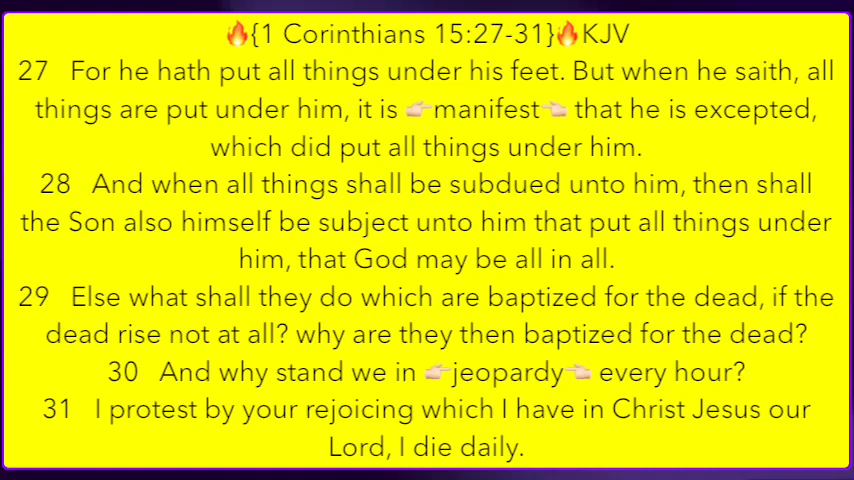 🔥{1 Corinthians 15:27-31}🔥KJV
27 For he hath put all things under his feet. But when he saith, all
things are put under him, it is 👉manifest👈 that he is excepted,
which did put all things under him.
28 And when all things shall be subdued unto him, then shall
the Son also himself be subject unto him that put all things under
him, that God may be all in all.
29 Else what shall they do which are baptized for the dead, if the
dead rise not at all? why are they then baptized for the dead?
30 And why stand we in 👉jeopardy👈 every hour?
31 I protest by your rejoicing which I have in Christ Jesus our
Lord, I die daily.